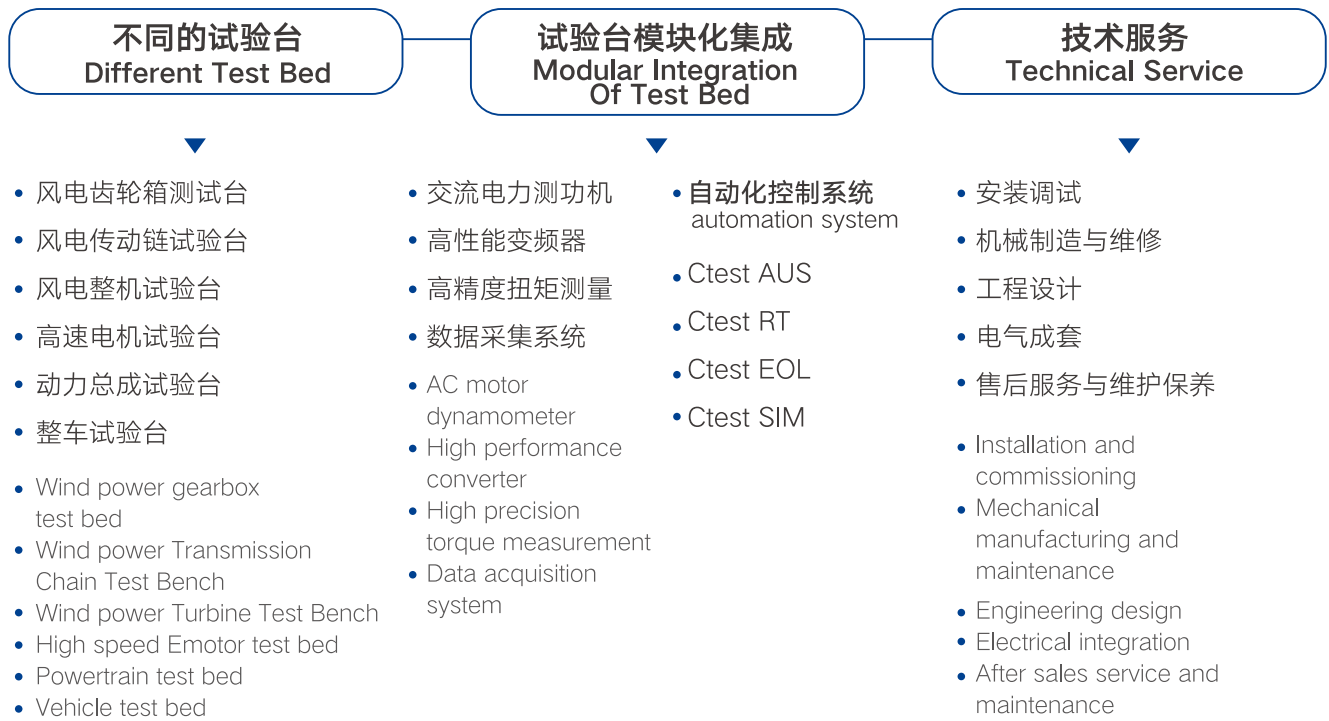 不同的试验台
Different Test Bed
试验台模块化集成
Modular Integration
Of Test Bed
技术服务
Technical Service
风电齿轮箱测试台
风电传动链试验台
风电整机试验台
高速电机试验台
动力总成试验台
整车试验台
Wind power gearbox
test bed
Wind power Transmission
Chain Test Bench
Wind power Turbine Test Bench
High speed Emotor test bed
Powertrain test bed
Vehicle test bed
交流电力测功机
高性能变频器
高精度扭矩测量
数据采集系统
AC motor
dynamometer
High performance
converter
High precision
torque measurement
Data acquisition
system
自动化控制系统
automation system
Ctest AUS
Ctest RT
Ctest EOL
Ctest SIM
安装调试
机械制造与维修
工程设计
电气成套
售后服务与维护保养
Installation and
commissioning
Mechanical
manufacturing and
maintenance
Engineering design
Electrical integration
After sales service and
maintenance